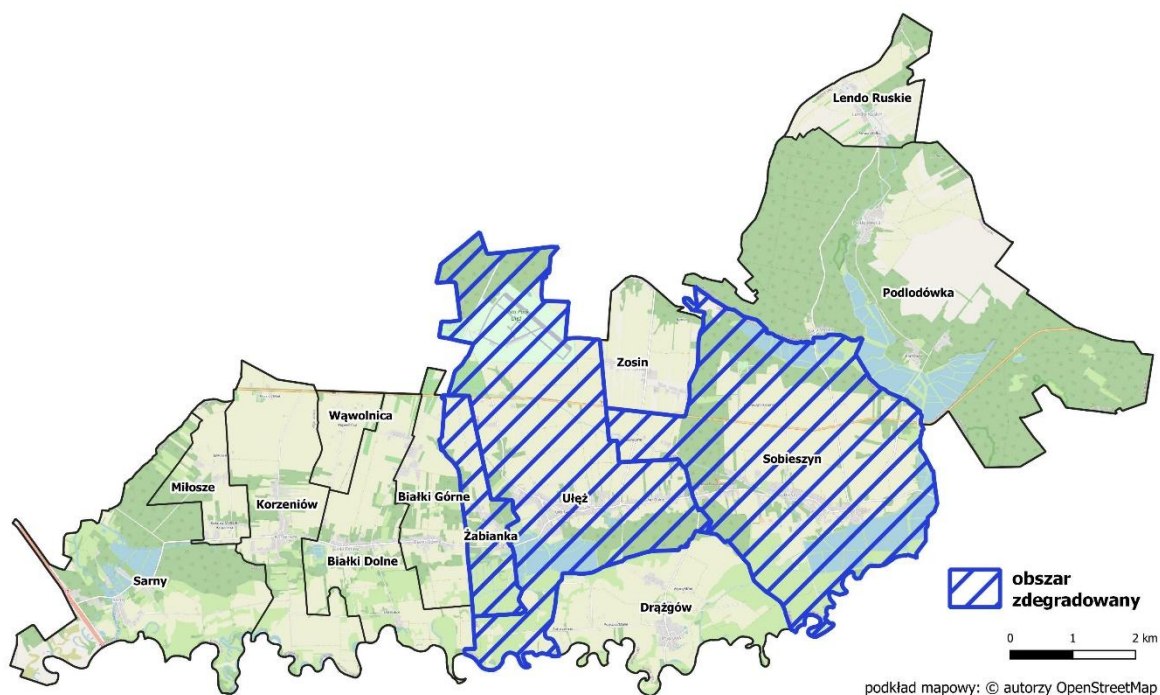 Lendo Ruskie
Podlodówka
Zosin
Wąwolnica
Sobieszyn
Miłosze
Białki Górne
Ułęż
Korzeniów
Żabianka
Białki Dolne
Sarny
Drążgów
obszar
zdegradowany
0 1 2 km
podkład mapowy: © autorzy OpenStreetMap